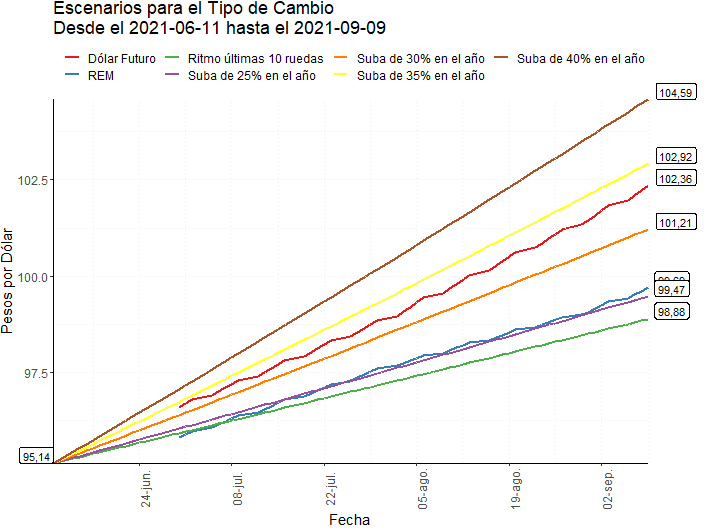 Escenarios para el Tipo de Cambio
Desde el 2021-06-11 hasta el 2021-09-09
Dólar Futuro
Ritmo últimas 10 ruedas
Suba de 30% en el año
Suba de 40% en el año
REM
Suba de 25% en el año
Suba de 35% en el año
104,59
102,92
102,36
101,21
99,47
98,88
95,14
102.5
100.0
97.5
Pesos por Dólar
24-jun.
08-jul.
22-jul.
05-ago.
19-ago.
02-sep.
Fecha